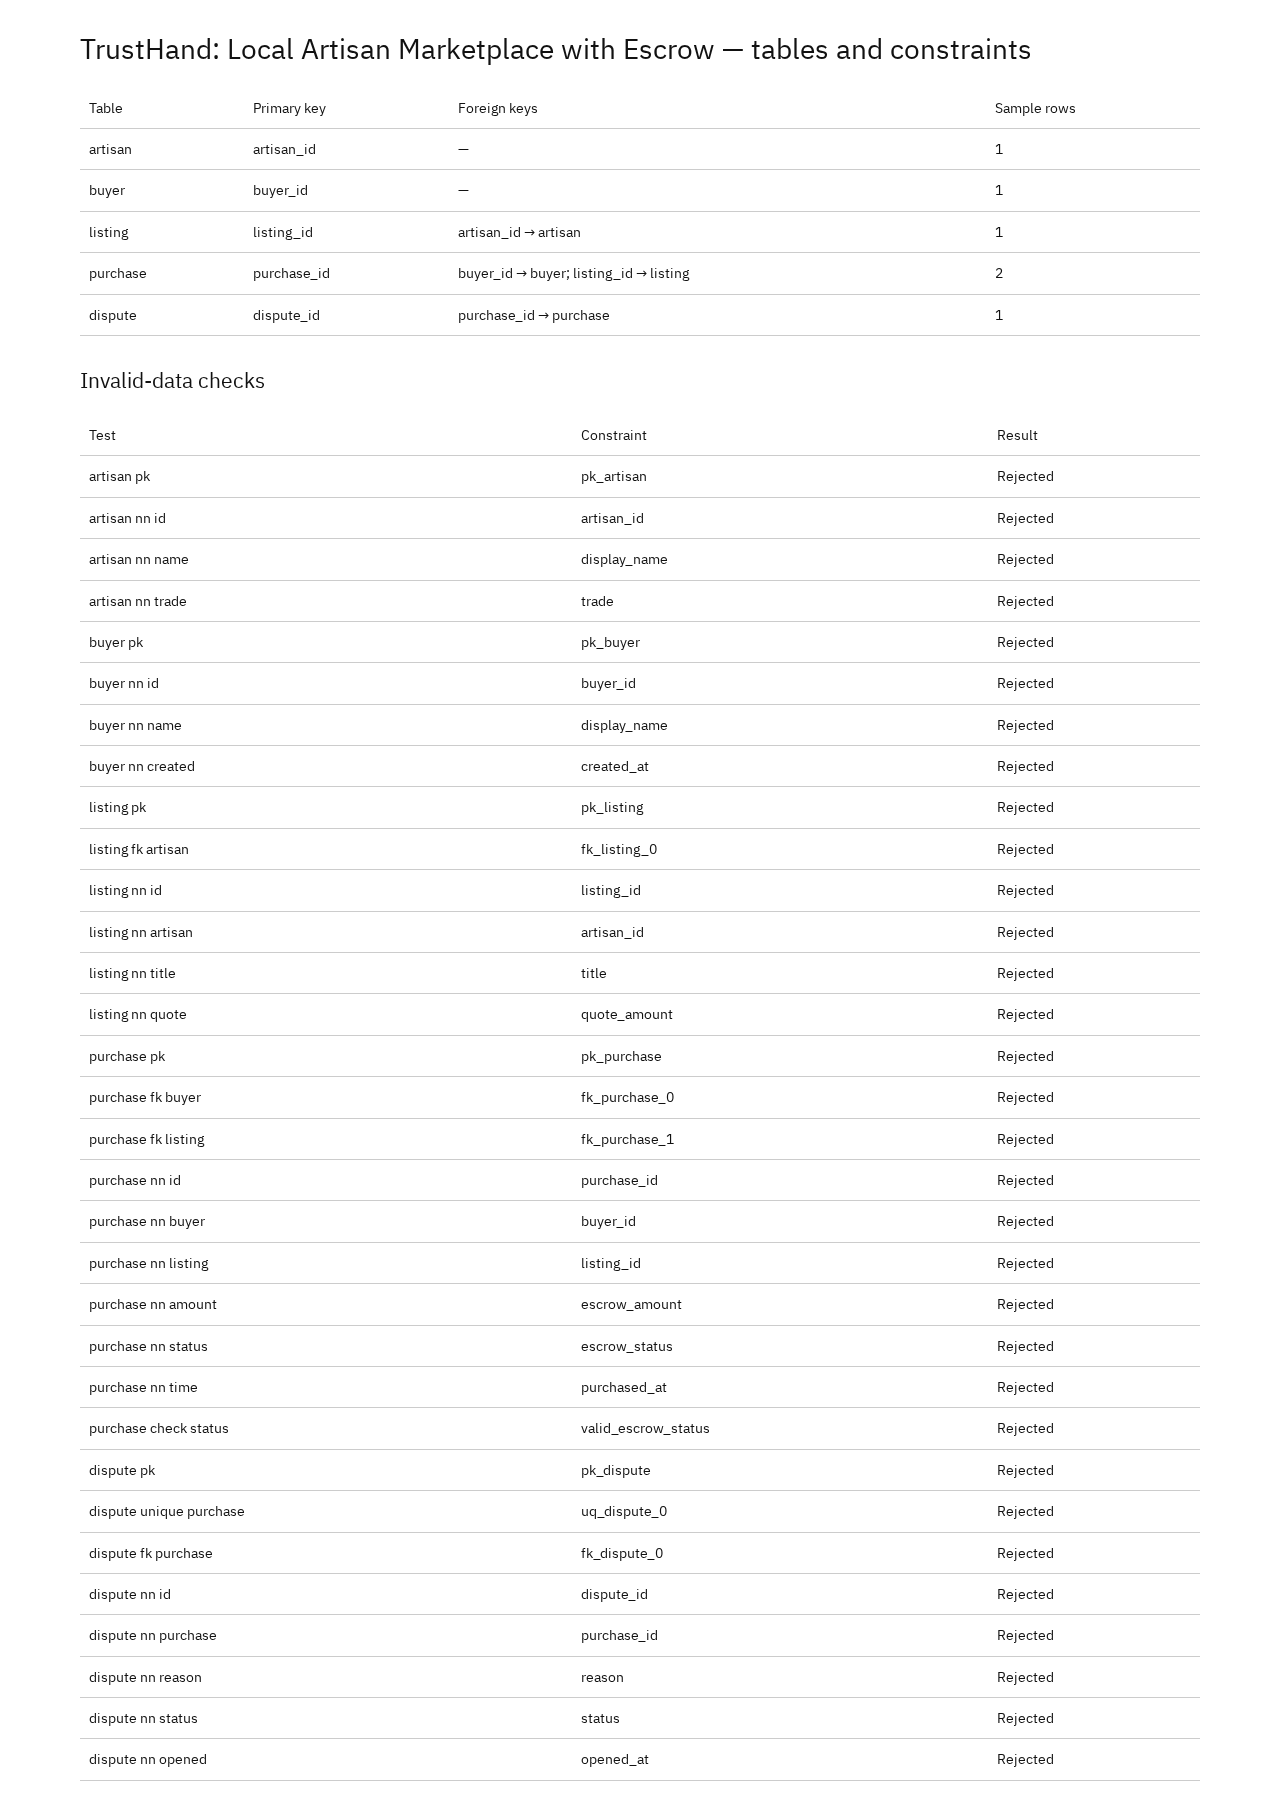 TrustHand: Local Artisan Marketplace with Escrow — tables and constraints
Table Primary key Foreign keys Sample rows
artisan artisan_id — 1
buyer buyer_id — 1
listing listing_id artisan_id → artisan 1
purchase purchase_id buyer_id → buyer; listing_id → listing 2
dispute dispute_id purchase_id → purchase 1
Invalid-data checks
Test Constraint Result
artisan pk pk_artisan Rejected
artisan nn id artisan_id Rejected
artisan nn name display_name Rejected
artisan nn trade trade Rejected
buyer pk pk_buyer Rejected
buyer nn id buyer_id Rejected
buyer nn name display_name Rejected
buyer nn created created_at Rejected
listing pk pk_listing Rejected
listing fk artisan fk_listing_0 Rejected
listing nn id listing_id Rejected
listing nn artisan artisan_id Rejected
listing nn title title Rejected
listing nn quote quote_amount Rejected
purchase pk pk_purchase Rejected
purchase fk buyer fk_purchase_0 Rejected
purchase fk listing fk_purchase_1 Rejected
purchase nn id purchase_id Rejected
purchase nn buyer buyer_id Rejected
purchase nn listing listing_id Rejected
purchase nn amount escrow_amount Rejected
purchase nn status escrow_status Rejected
purchase nn time purchased_at Rejected
purchase check status valid_escrow_status Rejected
dispute pk pk_dispute Rejected
dispute unique purchase uq_dispute_0 Rejected
dispute fk purchase fk_dispute_0 Rejected
dispute nn id dispute_id Rejected
dispute nn purchase purchase_id Rejected
dispute nn reason reason Rejected
dispute nn status status Rejected
dispute nn opened opened_at Rejected